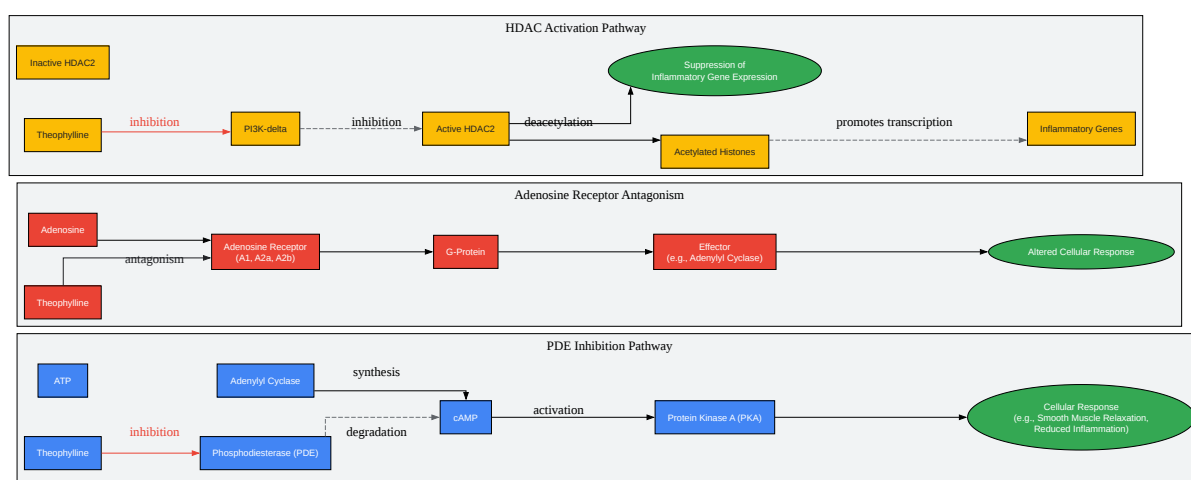 HDAC Activation Pathway
Inactive HDAC2
Suppression of
Inflammatory Gene Expression
Theophylline
inhibition
PI3K-delta
inhibition
Active HDAC2
deacetylation
Acetylated Histones
promotes transcription
Inflammatory Genes
Adenosine Receptor Antagonism
Adenosine
Theophylline
antagonism
Adenosine Receptor
(A1, A2a, A2b)
G-Protein
Effector
(e.g., Adenylyl Cyclase)
Altered Cellular Response
PDE Inhibition Pathway
ATP
Adenylyl Cyclase
synthesis
Theophylline
inhibition
Phosphodiesterase (PDE)
degradation
cAMP
activation
Protein Kinase A (PKA)
Cellular Response
(e.g., Smooth Muscle Relaxation,
Reduced Inflammation)